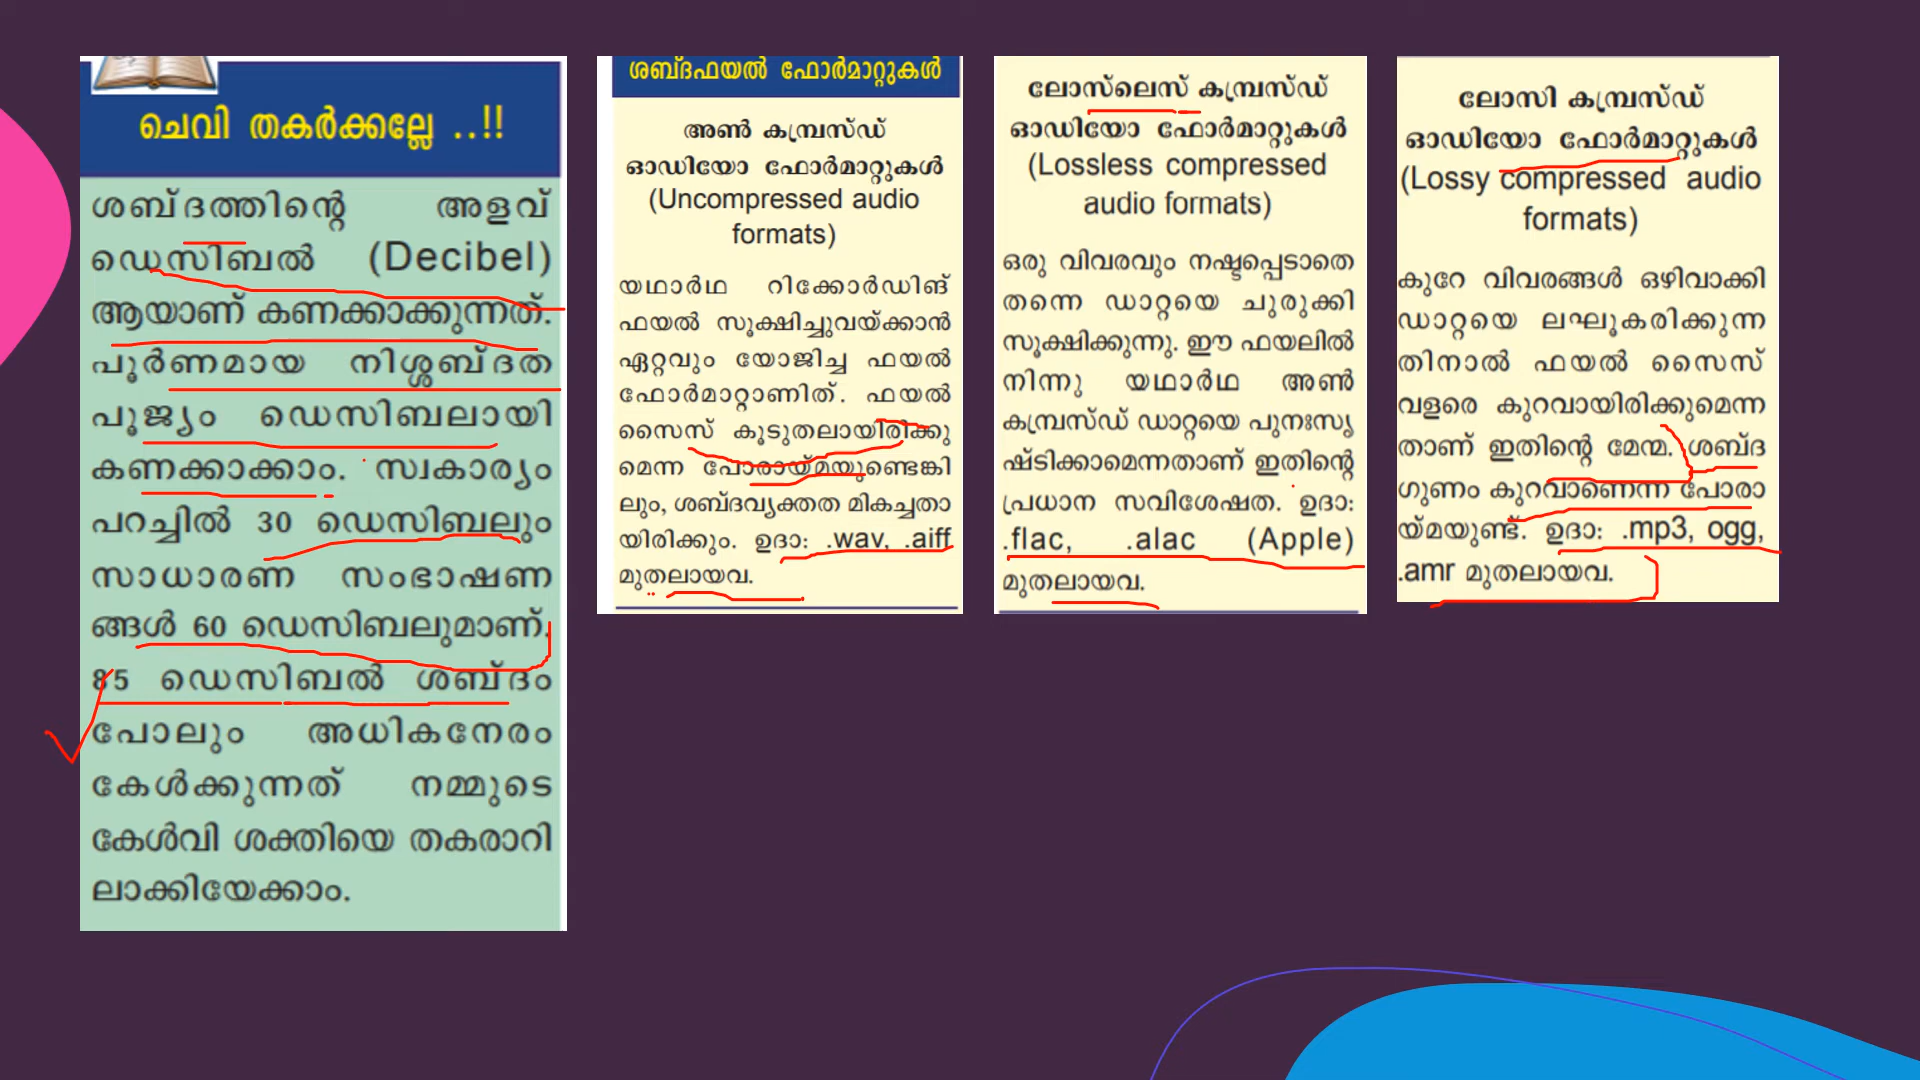 ചെവി തകർക്കല്ലേ ..!!
ശബ്ദത്തിന്റെ അളവ്
ഡെസിബൽ (Decibel)
ആയാണ് കണക്കാക്കുന്നത്.
പൂർണമായ നിശ്ശബ്ദത
പൂജ്യം ഡെസിബലായി
കണക്കാക്കാം. സ്വകാര്യം
പറച്ചിൽ 30 ഡെസിബലും
സാധാരണ സംഭാഷണ
ങ്ങൾ 60 ഡെസിബലുമാണ്.
85 ഡെസിബൽ ശബ്ദം
പോലും അധികനേരം
കേൾക്കുന്നത് നമ്മുടെ
കേൾവി ശക്തിയെ തകരാറി
ലാക്കിയേക്കാം.
ശബ്ദഫയൽ ഫോർമാറ്റുകൾ
അൺ കമ്പ്രസ്ഡ്
ഓഡിയോ ഫോർമാറ്റുകൾ
(Uncompressed audio
formats)
യഥാർഥ റിക്കോർഡിങ്
ഫയൽ സൂക്ഷിച്ചുവയ്ക്കാൻ
ഏറ്റവും യോജിച്ച ഫയൽ
ഫോർമാറ്റാണിത്. ഫയൽ
സൈസ് കൂടുതലായിരിക്കു
മെന്ന പോരായ്മയുണ്ടെങ്കി
ലും, ശബ്ദവ്യക്തത മികച്ചതാ
യിരിക്കും. ഉദാ: .wav, .aiff
മുതലായവ.
ലോസ്‌ലെസ് കമ്പ്രസ്ഡ്
ഓഡിയോ ഫോർമാറ്റുകൾ
(Lossless compressed
audio formats)
ഒരു വിവരവും നഷ്ടപ്പെടാതെ
തന്നെ ഡാറ്റയെ ചുരുക്കി
സൂക്ഷിക്കുന്നു. ഈ ഫയലിൽ
നിന്നു യഥാർഥ അൺ
കമ്പ്രസ്ഡ് ഡാറ്റയെ പുനഃസൃ
ഷ്ടിക്കാമെന്നതാണ് ഇതിന്റെ
പ്രധാന സവിശേഷത. ഉദാ:
.flac, .alac (Apple)
മുതലായവ.
ലോസി കമ്പ്രസ്ഡ്
ഓഡിയോ ഫോർമാറ്റുകൾ
(Lossy compressed audio
formats)
കുറേ വിവരങ്ങൾ ഒഴിവാക്കി
ഡാറ്റയെ ലഘൂകരിക്കുന്ന
തിനാൽ ഫയൽ സൈസ്
വളരെ കുറവായിരിക്കുമെന്ന
താണ് ഇതിന്റെ മേന്മ. ശബ്ദ
ഗുണം കുറവാണെന്ന പോരാ
യ്മയുണ്ട്. ഉദാ: .mp3, ogg,
.amr മുതലായവ.